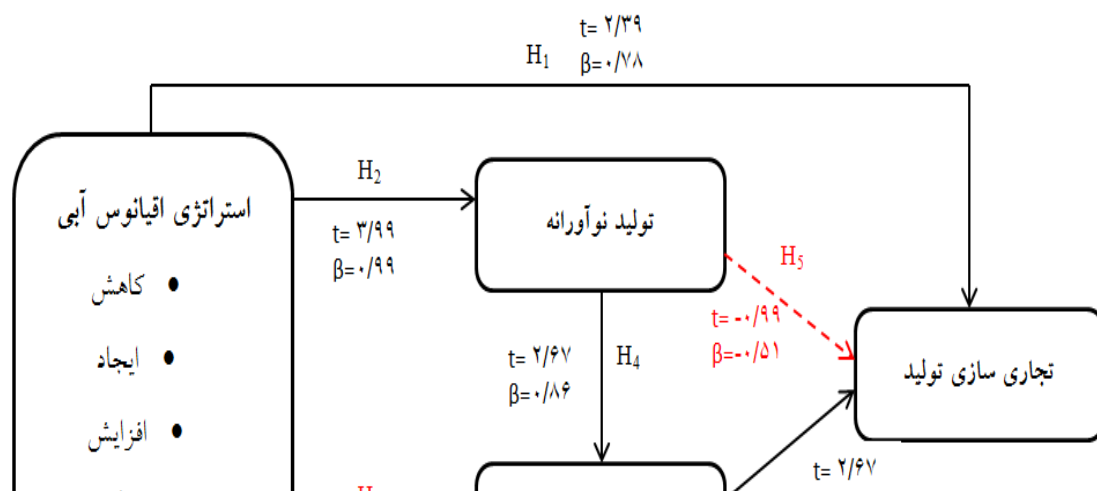 t= ۲/۳۹
H₁
β=۰/۷۸
استراتژی اقیانوس آبی
کاهش
ایجاد
افزایش
H₂
t= ۳/۹۹
β=۰/۹۹
تولید نوآورانه
H₅
t= -۰/۹۹
β=-۰/۵۱
t= ۲/۶۷
β=۰/۸۶
H₄
تجاری سازی تولید
t= ۲/۶۷